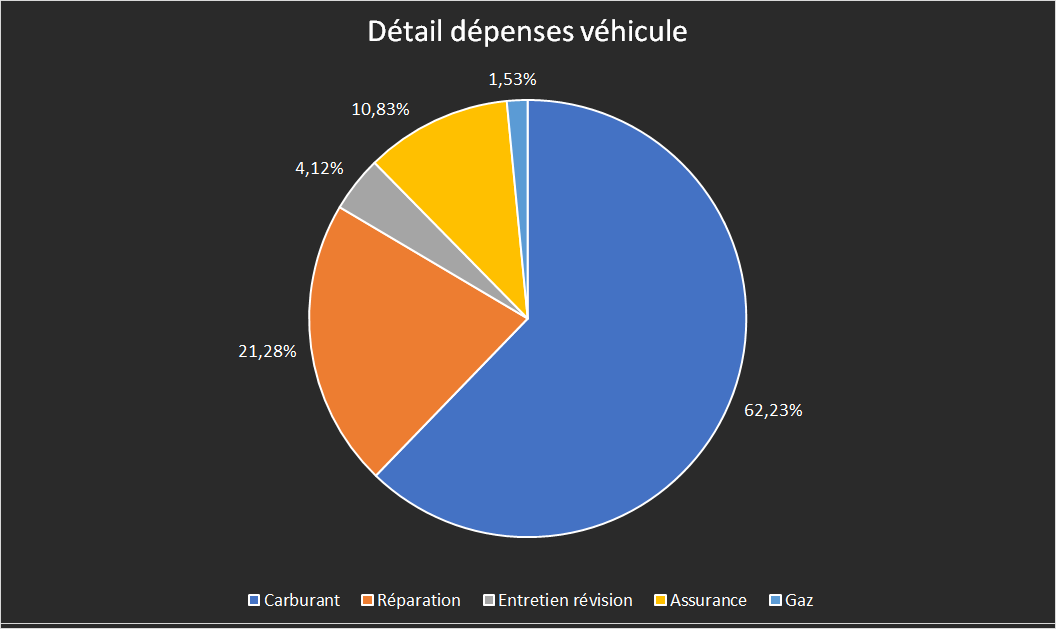 Détail dépenses véhicule
1,53%
10,83%
4,12%
21,28%
62,23%
Carburant Réparation Entretien révision Assurance Gaz